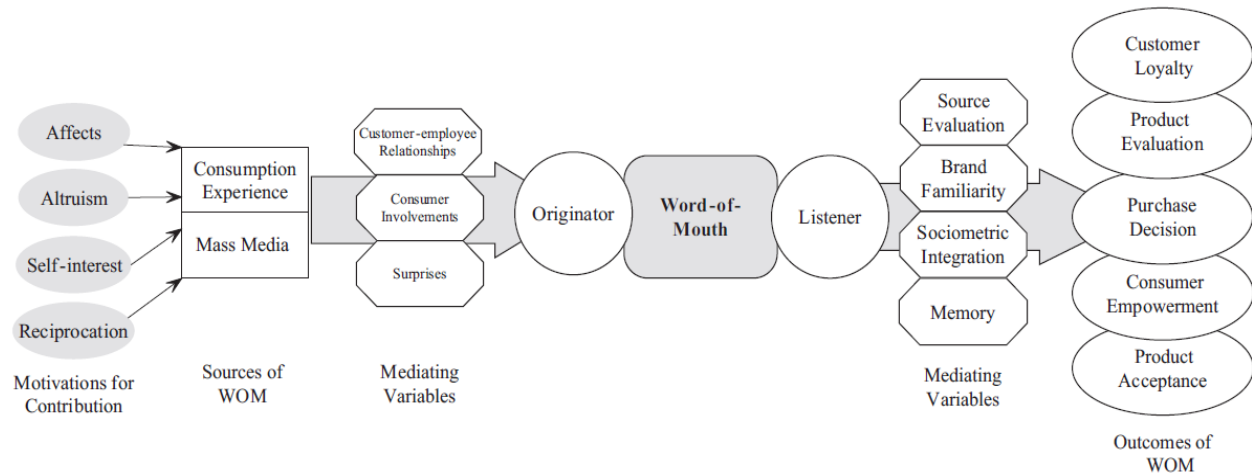 Affects
Altruism
Self-interest
Reciprocation
Motivations for
Contribution
Consumption
Experience
Mass Media
Sources of
WOM
Customer-employee
Relationships
Consumer
Involvements
Surprises
Mediating
Variables
Originator
Word-of-
Mouth
Listener
Source
Evaluation
Brand
Familiarity
Sociometric
Integration
Memory
Mediating
Variables
Customer
Loyalty
Product
Evaluation
Purchase
Decision
Consumer
Empowerment
Product
Acceptance
Outcomes of
WOM